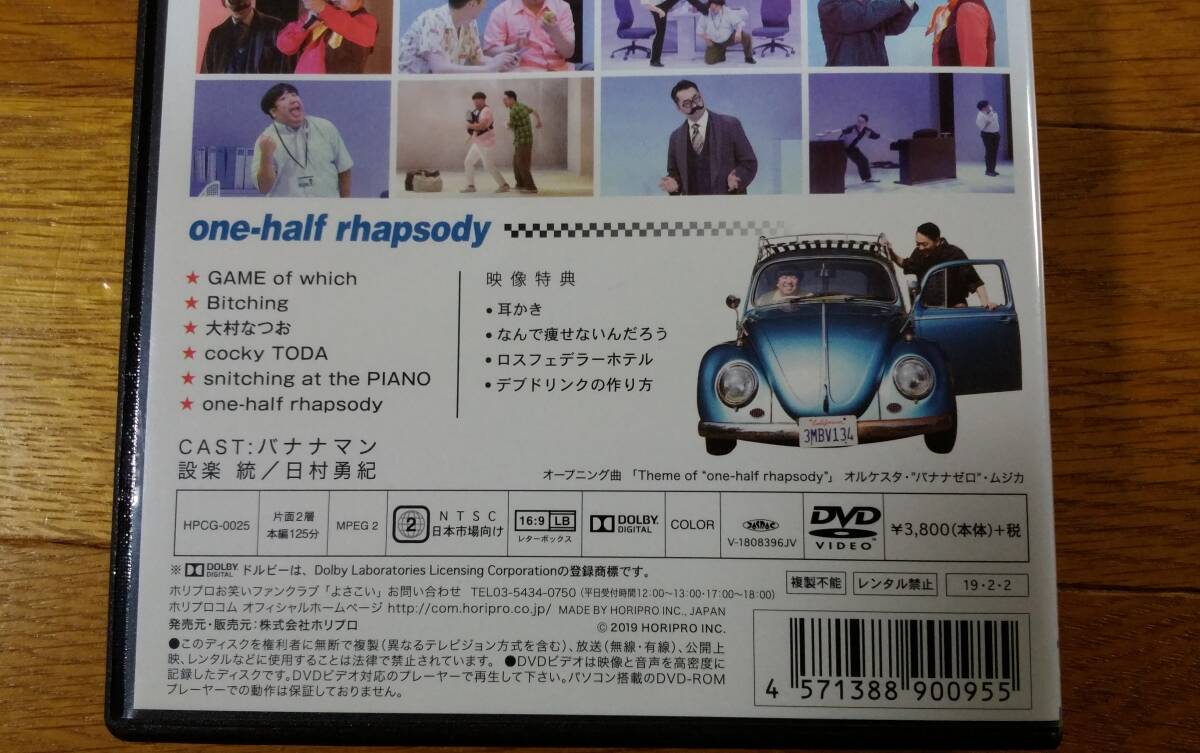 one-half rhapsody
★ GAME of which
★ Bitching
★ 大村なつお
★ cocky TODA
★ snitching at the PIANO
★ one-half rhapsody
映像特典
● 耳かき
● なんで痩せないんだろう
● ロスフェデラーホテル
● デブドリンクの作り方
California
3MBV134
CAST:バナナマン
設楽 統／日村勇紀
オープニング曲 「Theme of "one-half rhapsody"」 オルケスタ・"バナナゼロ"・ムジカ
HPCG-0025
片面2層
本編125分
MPEG 2
2
NTSC
日本市場向け
16:9 LB
レターボックス
DOLBY
DIGITAL
COLOR
V-1808396JV
DVD
VIDEO
¥3,800(本体)+税
※ DOLBY DIGITAL ドルビーは、Dolby Laboratories Licensing Corporationの登録商標です。
ホリプロお笑いファンクラブ「よさこい」お問い合わせ TEL03-5434-0750 (平日受付時間12:00~13:00・17:00~18:00)
ホリプロコム オフィシャルホームページ http://com.horipro.co.jp/ MADE BY HORIPRO INC., JAPAN
発売元・販売元:株式会社ホリプロ © 2019 HORIPRO INC.
複製不能
レンタル禁止
19・2・2
●このディスクを権利者に無断で複製(異なるテレビジョン方式を含む)、放送(無線・有線)、公開上
映、レンタルなどに使用することは法律で禁止されています。 ●DVDビデオは映像と音声を高密度に
記録したディスクです。DVDビデオ対応のプレーヤーで再生して下さい。パソコン搭載のDVD-ROM
プレーヤーでの動作は保証しておりません。
4 571388 900955